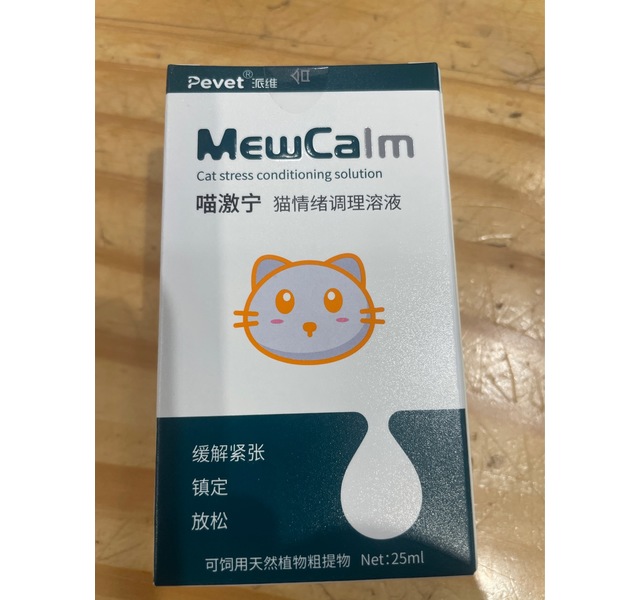 Pevet® 派维
MewCalm
Cat stress conditioning solution
喵激宁 猫情绪调理溶液
缓解紧张
镇定
放松
可饲用天然植物粗提物 Net:25ml